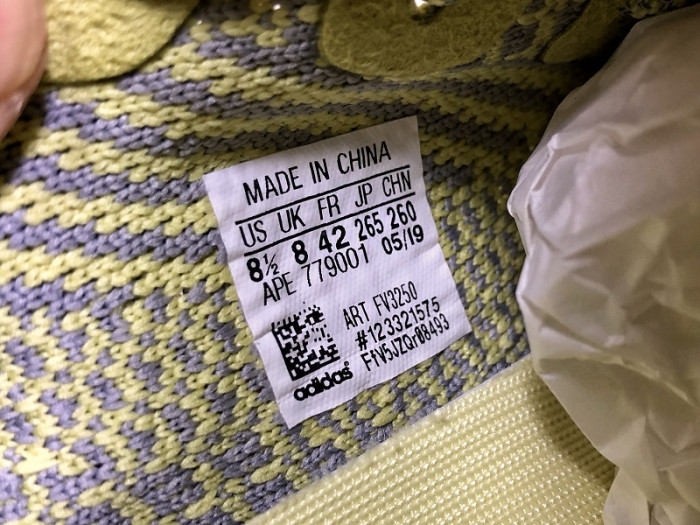 MADE IN CHINA
US UK FR JP CHN
8½ 8 42 265 260
APE 779001 05/19
ART FV3250
#123321575
FtV5JZQr08493
adidas